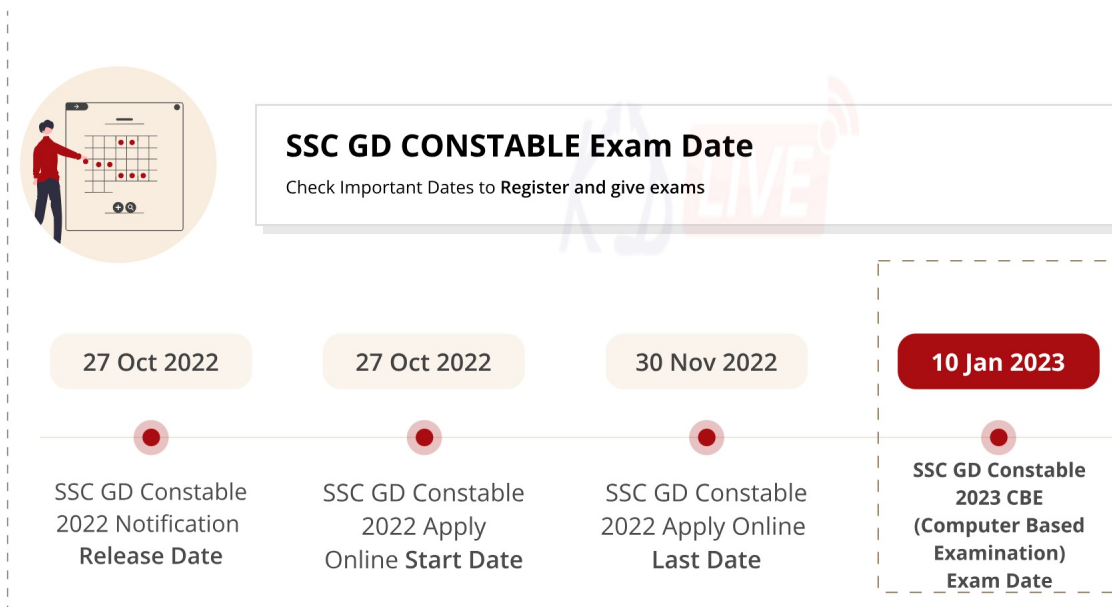 SSC GD CONSTABLE Exam Date
Check Important Dates to Register and give exams
LIVE
27 Oct 2022
27 Oct 2022
30 Nov 2022
10 Jan 2023
SSC GD Constable
2022 Notification
Release Date
SSC GD Constable
2022 Apply
Online Start Date
SSC GD Constable
2022 Apply Online
Last Date
SSC GD Constable
2023 CBE
(Computer Based
Examination)
Exam Date